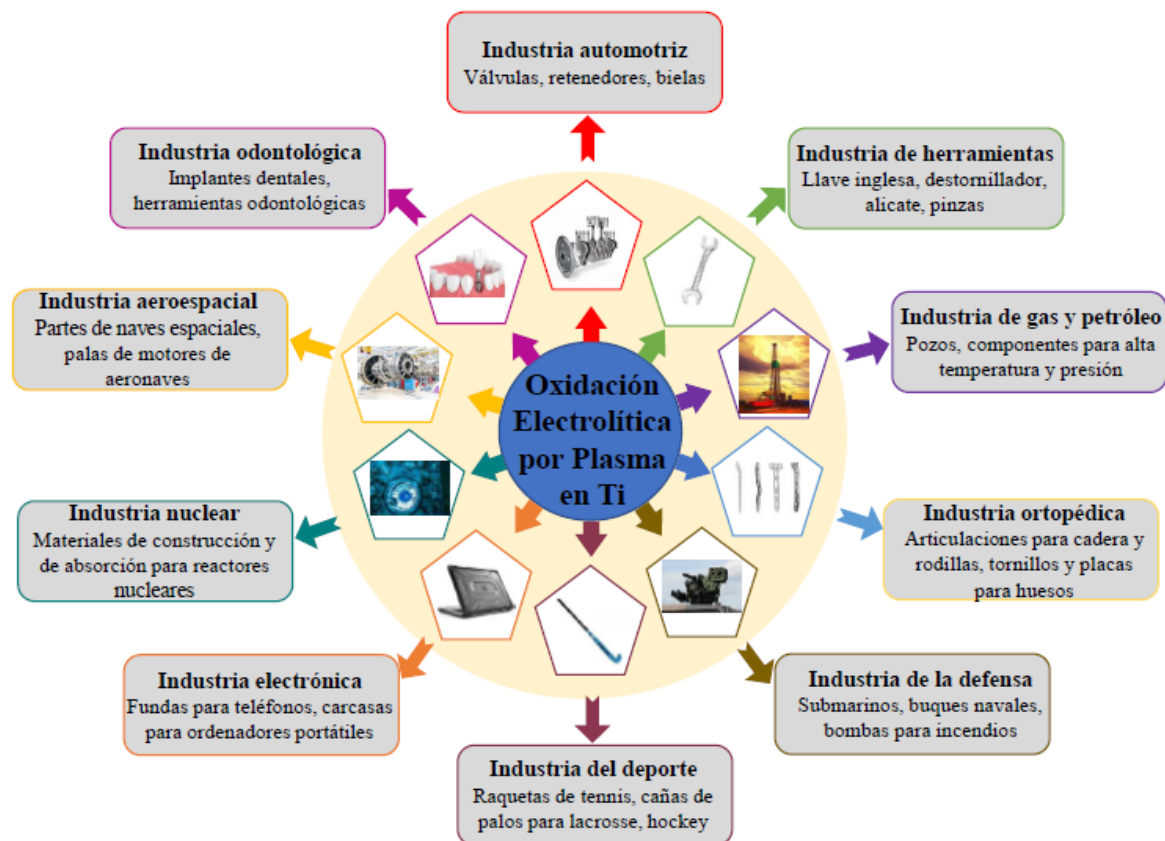 Industria automotriz
Válvulas, retenedores, bielas
Industria odontológica
Implantes dentales,
herramientas odontológicas
Industria de herramientas
Llave inglesa, destornillador,
alicate, pinzas
Industria aeroespacial
Partes de naves espaciales,
palas de motores de
aeronaves
Industria de gas y petróleo
Pozos, componentes para alta
temperatura y presión
Oxidación
Electrolítica
por Plasma
en Ti
Industria nuclear
Materiales de construcción y
de absorción para reactores
nucleares
Industria ortopédica
Articulaciones para cadera y
rodillas, tornillos y placas
para huesos
Industria electrónica
Fundas para teléfonos, carcasas
para ordenadores portátiles
Industria de la defensa
Submarinos, buques navales,
bombas para incendios
Industria del deporte
Raquetas de tennis, cañas de
palos para lacrosse, hockey